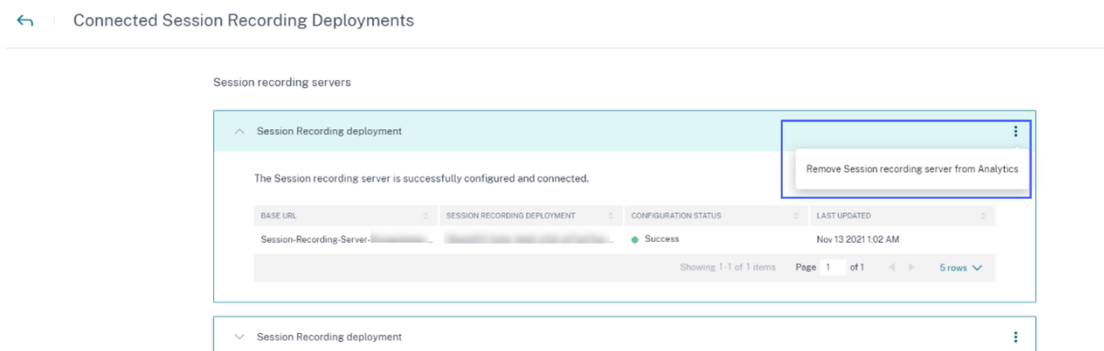 Connected Session Recording Deployments
Session recording servers
Session Recording deployment
Remove Session recording server from Analytics
The Session recording server is successfully configured and connected.
BASE URL SESSION RECORDING DEPLOYMENT CONFIGURATION STATUS LAST UPDATED
Session-Recording-Server- Success Nov 13 2021 1:02 AM
Showing 1-1 of 1 items Page 1 of 1 5 rows
Session Recording deployment